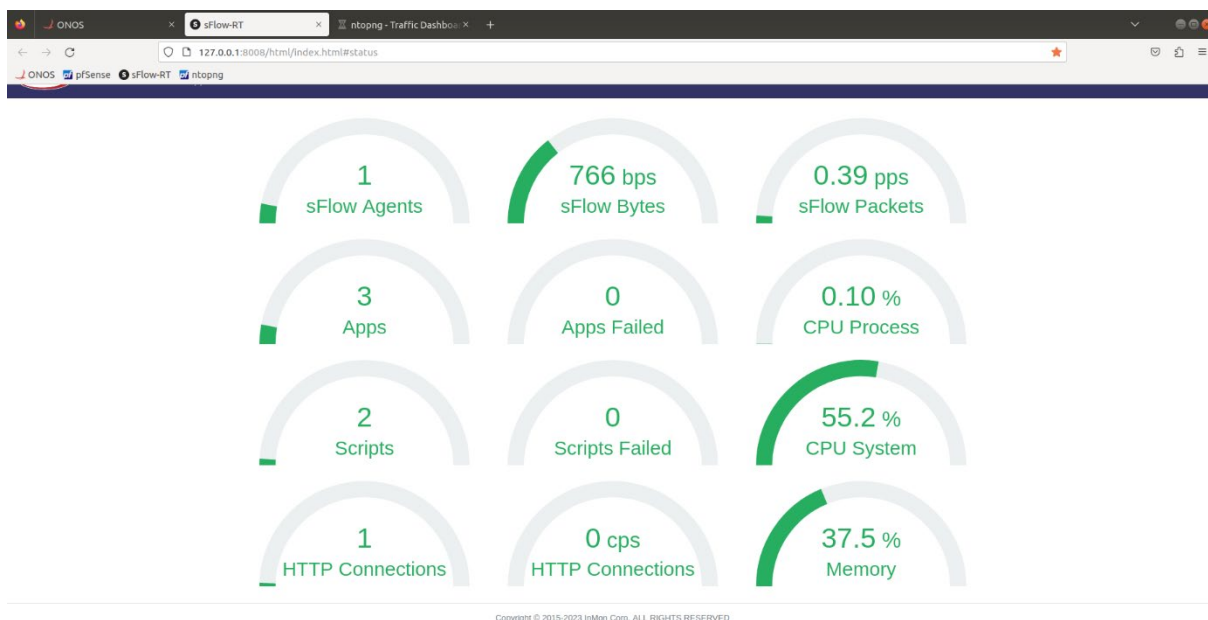 ONOS
sFlow-RT
ntopng - Traffic Dashboar
127.0.0.1:8008/html/index.html#status
ONOS pfSense sFlow-RT ntopng
1 766 bps 0.39 pps
sFlow Agents sFlow Bytes sFlow Packets
3 0 0.10 %
Apps Apps Failed CPU Process
2 0 55.2 %
Scripts Scripts Failed CPU System
1 0 cps 37.5 %
HTTP Connections HTTP Connections Memory
Copyright © 2015-2023 InMon Corp. ALL RIGHTS RESERVED